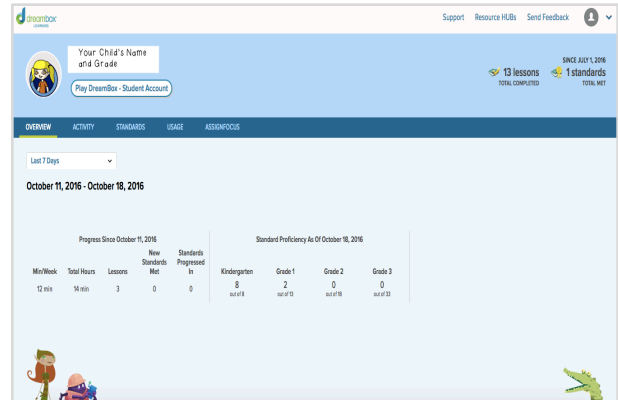 dreambox
LEARNING
Support Resource HUBs Send Feedback
Your Child's Name
and Grade
Play DreamBox - Student Account
SINCE JULY 1, 2016
13 lessons
TOTAL COMPLETED
1 standards
TOTAL MET
OVERVIEW ACTIVITY STANDARDS USAGE ASSIGNFOCUS
Last 7 Days
October 11, 2016 - October 18, 2016
Progress Since October 11, 2016
Standard Proficiency As Of October 18, 2016
Min/Week Total Hours Lessons New Standards Met Standards Progressed In Kindergarten Grade 1 Grade 2 Grade 3
12 min 14 min 3 0 0 8 2 0 0
out of 8 out of 13 out of 18 out of 33